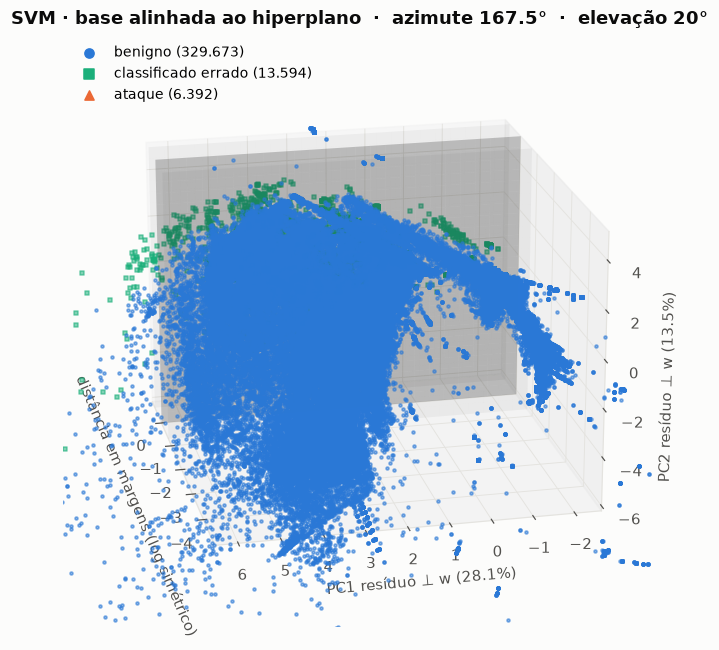 SVM · base alinhada ao hiperplano · azimute 167.5° · elevação 20°
benigno (329.673)
classificado errado (13.594)
ataque (6.392)
4
2
0
−2
−4
−6
PC2 resíduo ⊥ w (13.5%)
0
−1
−2
−3
−4
distância em margens (log simétrico)
6
5
4
3
2
1
0
−1
−2
PC1 resíduo ⊥ w (28.1%)